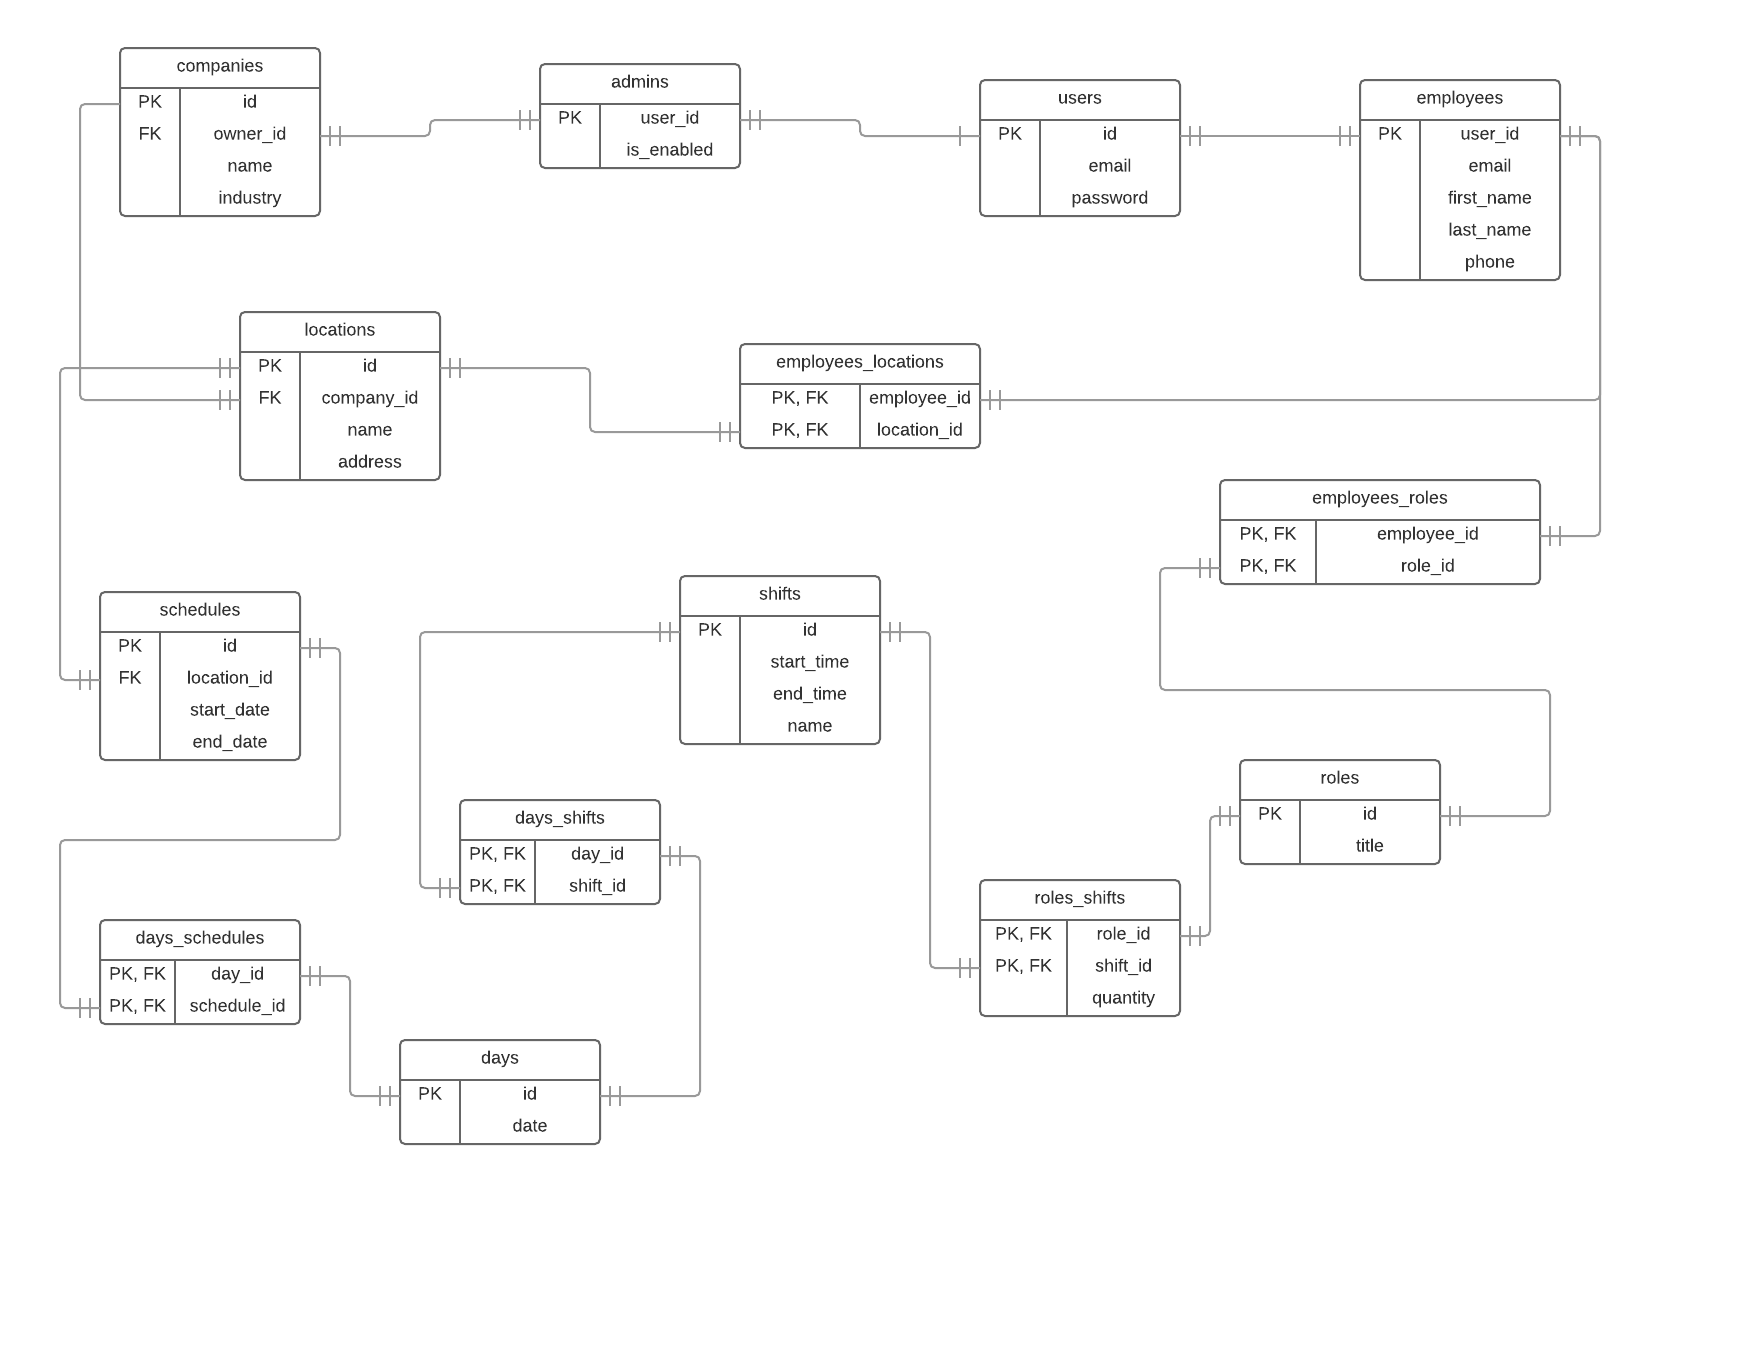 companies
PK id
FK owner_id
name
industry
admins
PK user_id
is_enabled
users
PK id
email
password
employees
PK user_id
email
first_name
last_name
phone
locations
PK id
FK company_id
name
address
employees_locations
PK, FK employee_id
PK, FK location_id
employees_roles
PK, FK employee_id
PK, FK role_id
schedules
PK id
FK location_id
start_date
end_date
shifts
PK id
start_time
end_time
name
roles
PK id
title
days_shifts
PK, FK day_id
PK, FK shift_id
roles_shifts
PK, FK role_id
PK, FK shift_id
quantity
days_schedules
PK, FK day_id
PK, FK schedule_id
days
PK id
date